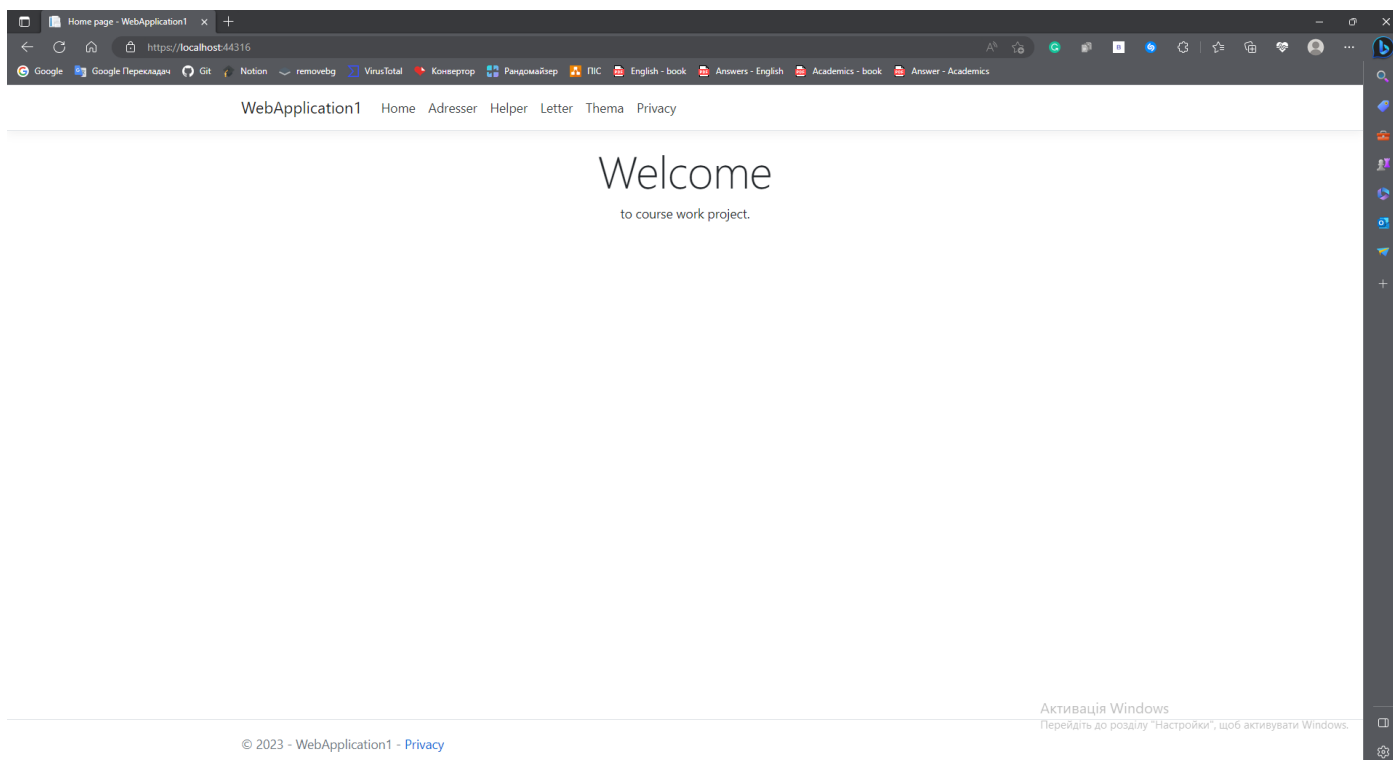 Home page - WebApplication1
https://localhost:44316
Google Google Перекладач Git Notion removebg VirusTotal Конвертор Рандомайзер ПІС English - book Answers - English Academics - book Answer - Academics
WebApplication1 Home Adresser Helper Letter Thema Privacy
Welcome
to course work project.
Активація Windows
Перейдіть до розділу "Настройки", щоб активувати Windows.
© 2023 - WebApplication1 - Privacy